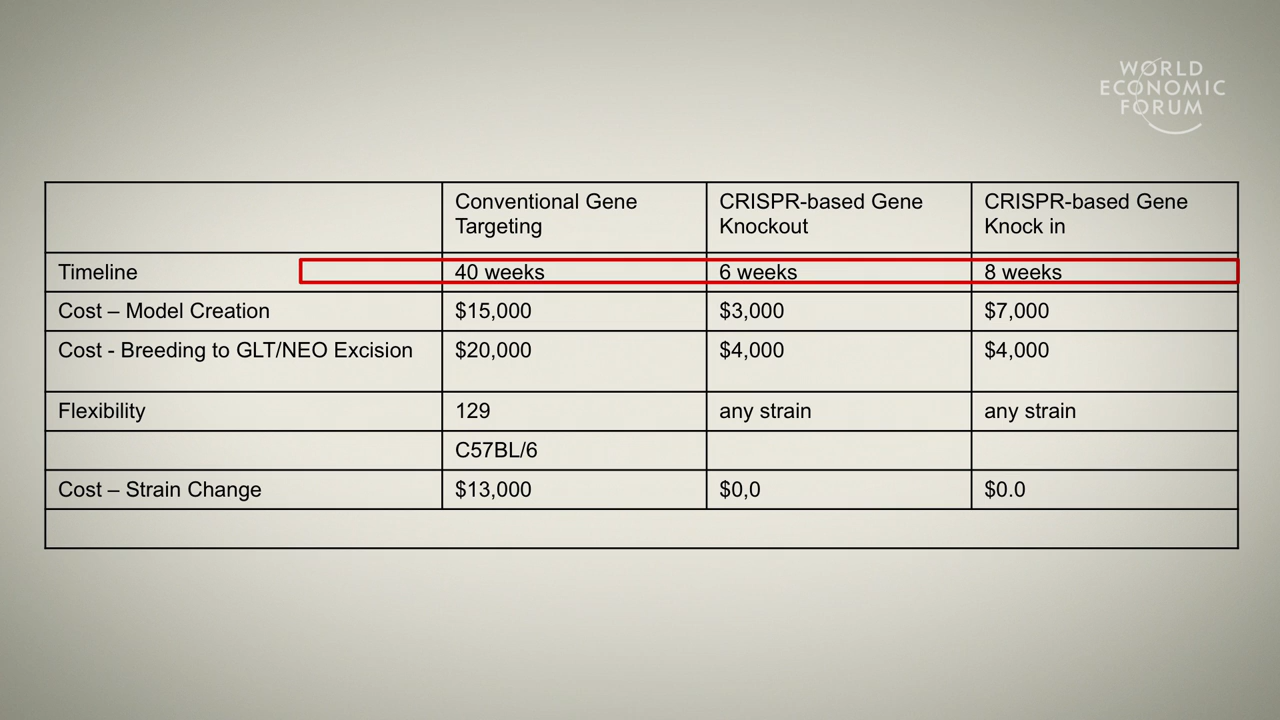 WORLD
ECONOMIC
FORUM
Conventional Gene Targeting
CRISPR-based Gene Knockout
CRISPR-based Gene Knock in
Timeline 40 weeks 6 weeks 8 weeks
Cost – Model Creation $15,000 $3,000 $7,000
Cost - Breeding to GLT/NEO Excision $20,000 $4,000 $4,000
Flexibility 129 any strain any strain
C57BL/6
Cost – Strain Change $13,000 $0,0 $0.0